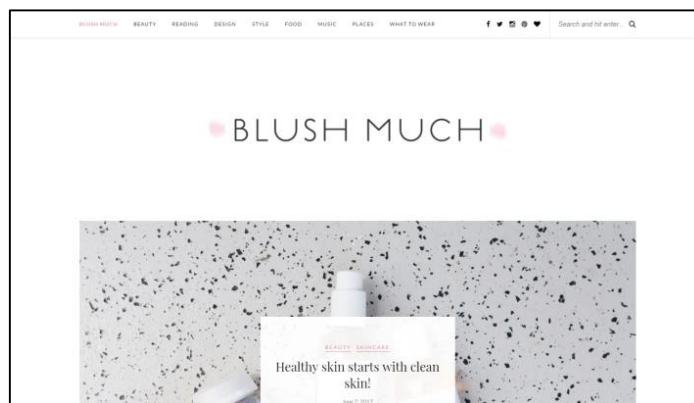 BLUSH MUCH BEAUTY READING DESIGN STYLE FOOD MUSIC PLACES WHAT TO WEAR Search and hit enter...
BLUSH MUCH
BEAUTY SKINCARE
Healthy skin starts with clean
skin!